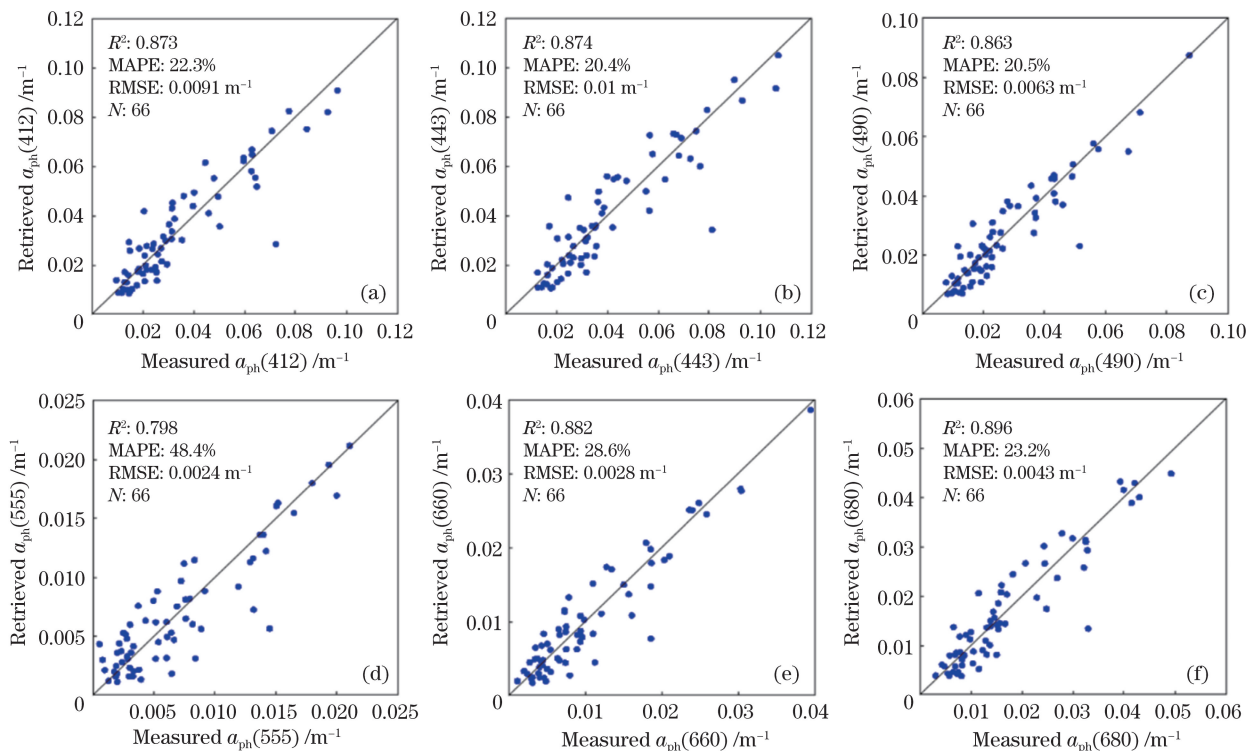 0.12
0.10
0.08
0.06
0.04
0.02
0
R²: 0.873
MAPE: 22.3%
RMSE: 0.0091 m⁻¹
N: 66
(a)
Retrieved aₚₕ(412) /m⁻¹
0.02 0.04 0.06 0.08 0.10 0.12
Measured aₚₕ(412) /m⁻¹
0.12
0.10
0.08
0.06
0.04
0.02
0
R²: 0.874
MAPE: 20.4%
RMSE: 0.01 m⁻¹
N: 66
(b)
Retrieved aₚₕ(443) /m⁻¹
0.02 0.04 0.06 0.08 0.10 0.12
Measured aₚₕ(443) /m⁻¹
0.10
0.08
0.06
0.04
0.02
0
R²: 0.863
MAPE: 20.5%
RMSE: 0.0063 m⁻¹
N: 66
(c)
Retrieved aₚₕ(490) /m⁻¹
0.02 0.04 0.06 0.08 0.10
Measured aₚₕ(490) /m⁻¹
0.025
0.020
0.015
0.010
0.005
0
R²: 0.798
MAPE: 48.4%
RMSE: 0.0024 m⁻¹
N: 66
(d)
Retrieved aₚₕ(555) /m⁻¹
0.005 0.010 0.015 0.020 0.025
Measured aₚₕ(555) /m⁻¹
0.04
0.03
0.02
0.01
0
R²: 0.882
MAPE: 28.6%
RMSE: 0.0028 m⁻¹
N: 66
(e)
Retrieved aₚₕ(660) /m⁻¹
0.01 0.02 0.03 0.04
Measured aₚₕ(660) /m⁻¹
0.06
0.05
0.04
0.03
0.02
0.01
0
R²: 0.896
MAPE: 23.2%
RMSE: 0.0043 m⁻¹
N: 66
(f)
Retrieved aₚₕ(680) /m⁻¹
0.01 0.02 0.03 0.04 0.05 0.06
Measured aₚₕ(680) /m⁻¹